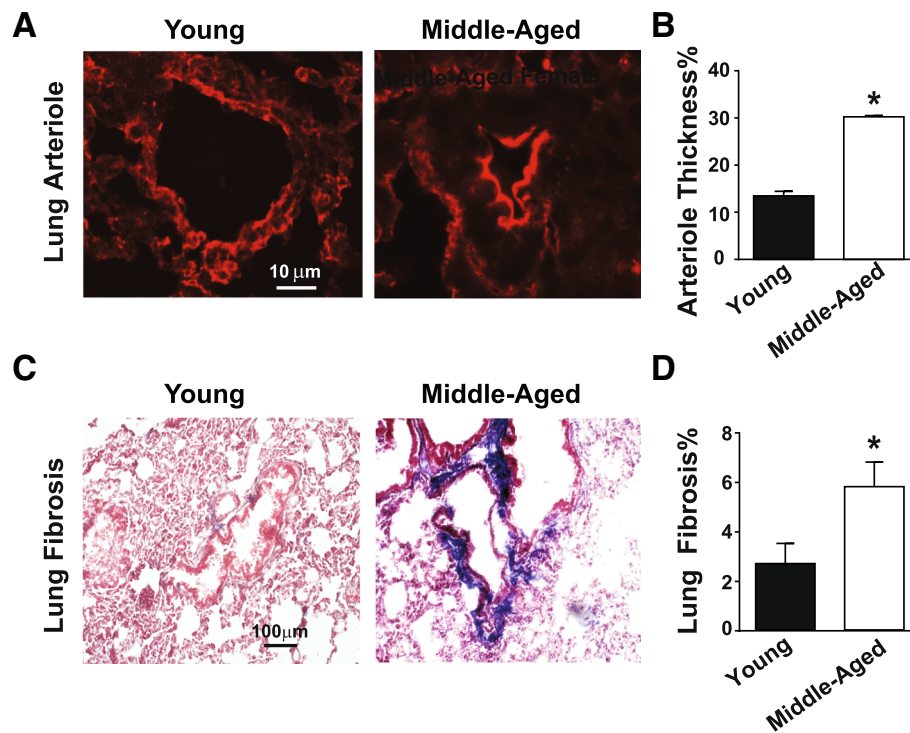 A
Young
Middle-Aged
Lung Arteriole
Middle-Aged Female
10 µm
B
Arteriole Thickness%
40
30
20
10
0
*
Young
Middle-Aged
C
Young
Middle-Aged
Lung Fibrosis
100µm
D
Lung Fibrosis%
8
6
4
2
0
*
Young
Middle-Aged